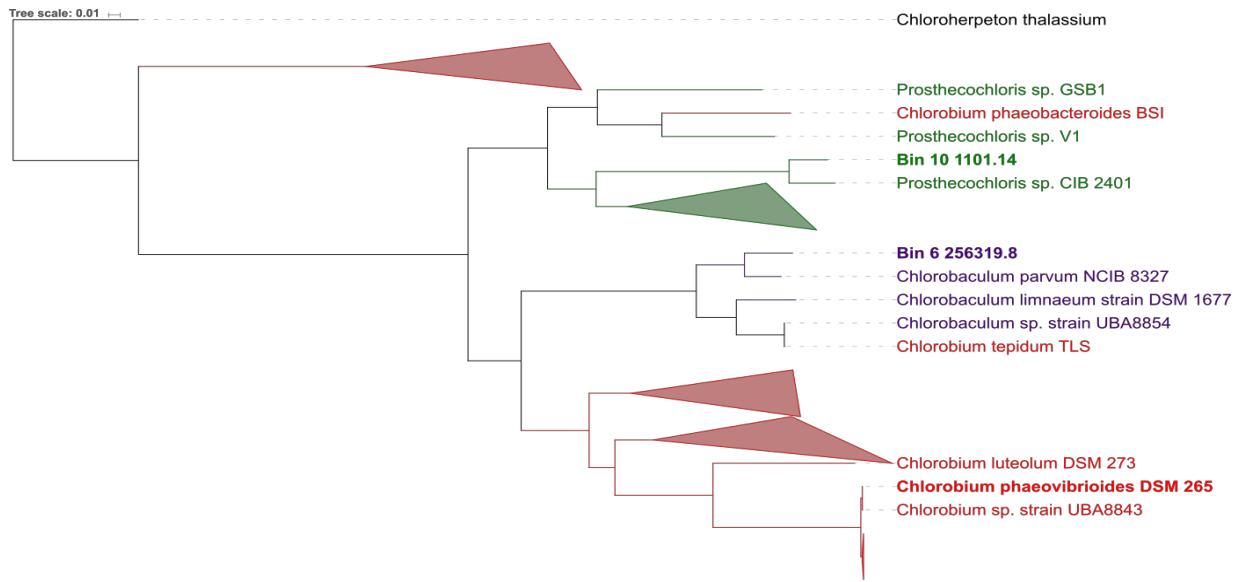 Tree scale: 0.01
Chloroherpeton thalassium
Prosthecochloris sp. GSB1
Chlorobium phaeobacteroides BSI
Prosthecochloris sp. V1
Bin 10 1101.14
Prosthecochloris sp. CIB 2401
Bin 6 256319.8
Chlorobaculum parvum NCIB 8327
Chlorobaculum limnaeum strain DSM 1677
Chlorobaculum sp. strain UBA8854
Chlorobium tepidum TLS
Chlorobium luteolum DSM 273
Chlorobium phaeovibrioides DSM 265
Chlorobium sp. strain UBA8843